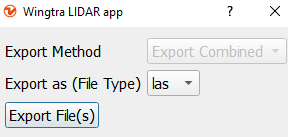 Wingtra LIDAR app ?
Export Method Export Combined
Export as (File Type) las
Export File(s)